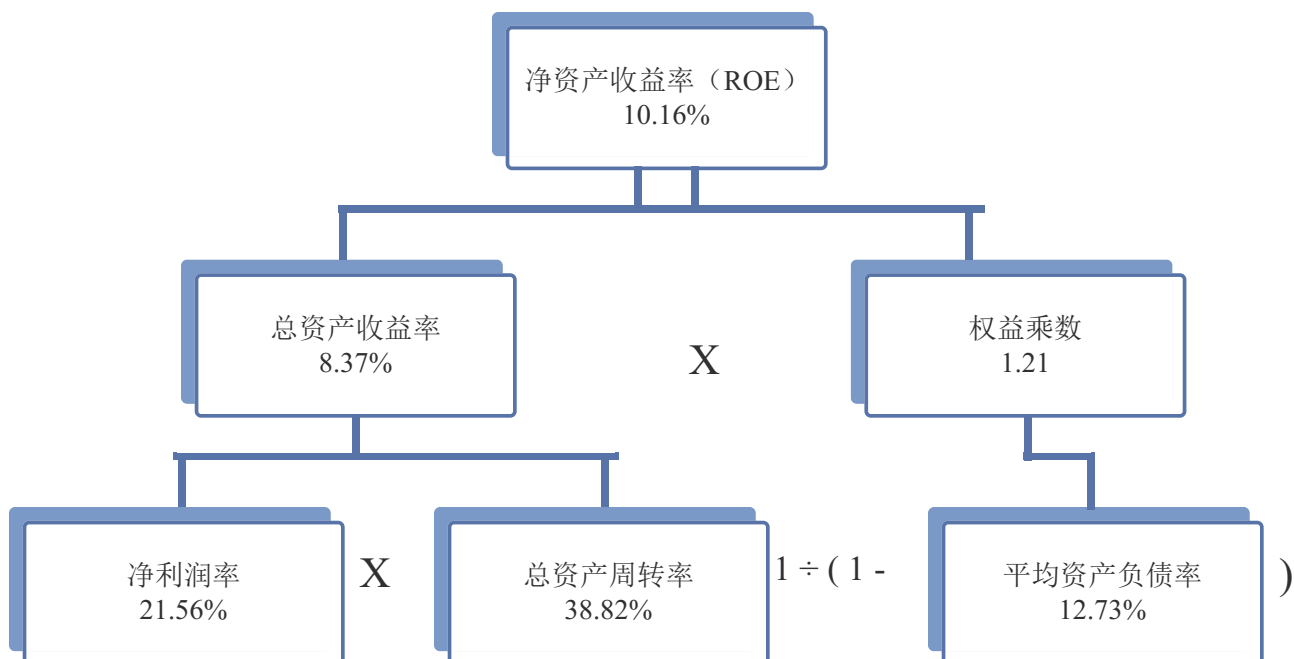 净资产收益率（ROE）
10.16%
总资产收益率
8.37%
X
权益乘数
1.21
净利润率
21.56%
X
总资产周转率
38.82%
1 ÷ ( 1 -
平均资产负债率
12.73%
)